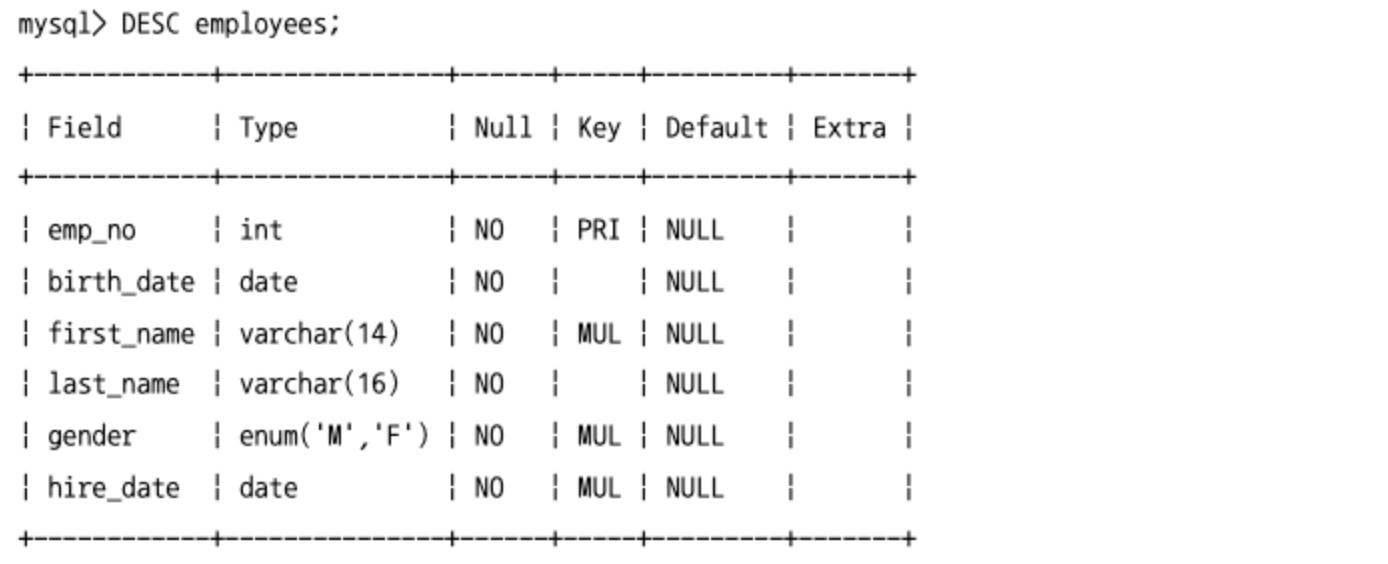 mysql> DESC employees;
+------------+---------------+------+-----+---------+-------+
¦ Field      ¦ Type          ¦ Null ¦ Key ¦ Default ¦ Extra ¦
+------------+---------------+------+-----+---------+-------+
¦ emp_no     ¦ int           ¦ NO   ¦ PRI ¦ NULL    ¦       ¦
¦ birth_date ¦ date          ¦ NO   ¦     ¦ NULL    ¦       ¦
¦ first_name ¦ varchar(14)   ¦ NO   ¦ MUL ¦ NULL    ¦       ¦
¦ last_name  ¦ varchar(16)   ¦ NO   ¦     ¦ NULL    ¦       ¦
¦ gender     ¦ enum('M','F') ¦ NO   ¦ MUL ¦ NULL    ¦       ¦
¦ hire_date  ¦ date          ¦ NO   ¦ MUL ¦ NULL    ¦       ¦
+------------+---------------+------+-----+---------+-------+